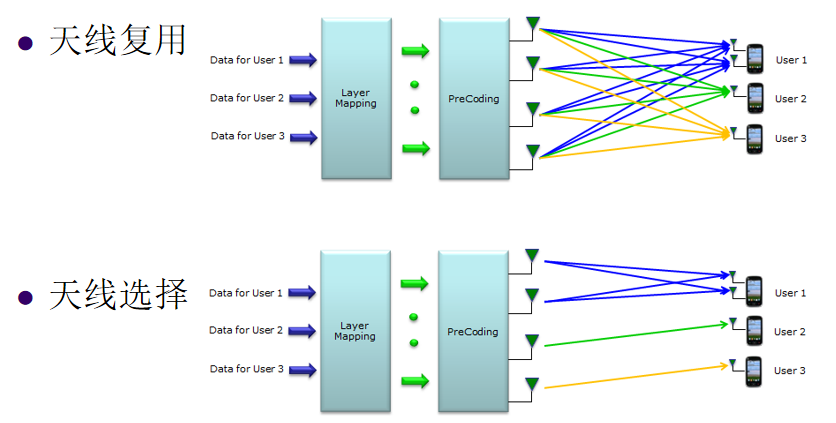 天线复用
Data for User 1
Data for User 2
Data for User 3
Layer
Mapping
PreCoding
User 1
User 2
User 3
天线选择
Data for User 1
Data for User 2
Data for User 3
Layer
Mapping
PreCoding
User 1
User 2
User 3